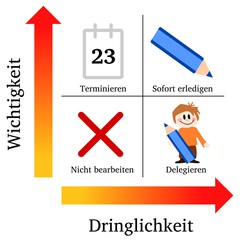 Wichtigkeit
23
Terminieren
Sofort erledigen
Nicht bearbeiten
Delegieren
Dringlichkeit